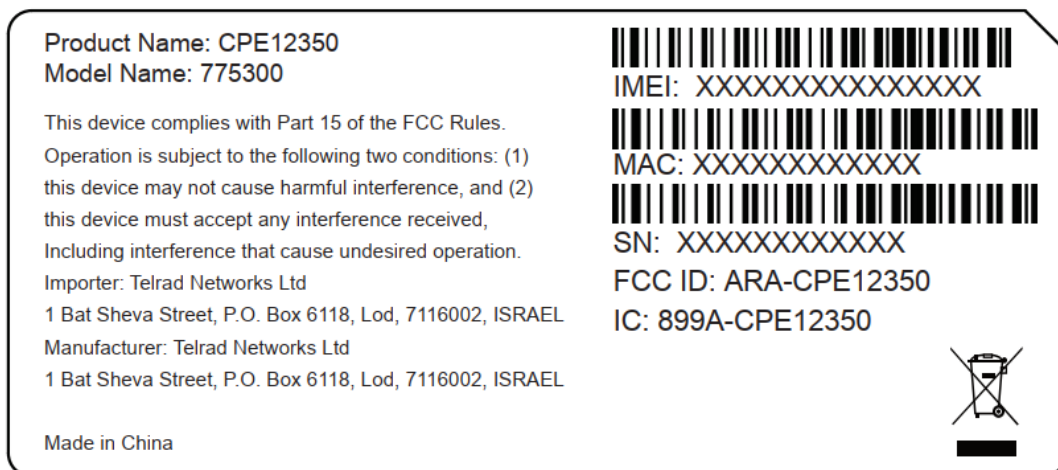 Product Name: CPE12350
Model Name: 775300
This device complies with Part 15 of the FCC Rules.
Operation is subject to the following two conditions: (1)
this device may not cause harmful interference, and (2)
this device must accept any interference received,
Including interference that cause undesired operation.
Importer: Telrad Networks Ltd
1 Bat Sheva Street, P.O. Box 6118, Lod, 7116002, ISRAEL
Manufacturer: Telrad Networks Ltd
1 Bat Sheva Street, P.O. Box 6118, Lod, 7116002, ISRAEL
Made in China
IMEI: XXXXXXXXXXXXXXX
MAC: XXXXXXXXXXXX
SN: XXXXXXXXXXXX
FCC ID: ARA-CPE12350
IC: 899A-CPE12350